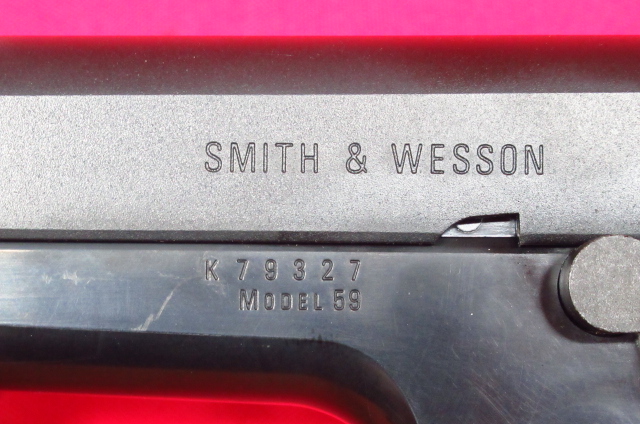 SMITH & WESSON
K 79327
MODEL 59